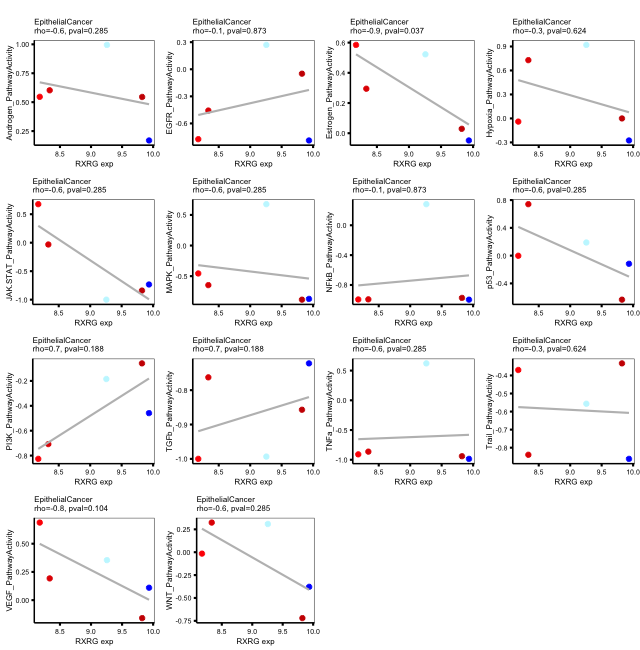 EpithelialCancer
rho=-0.6, pval=0.285
Androgen_PathwayActivity
1.00
0.75
0.50
0.25
8.5 9.0 9.5 10.0
RXRG exp
EpithelialCancer
rho=-0.1, pval=0.873
EGFR_PathwayActivity
0.3
0.0
-0.3
-0.6
8.5 9.0 9.5 10.0
RXRG exp
EpithelialCancer
rho=-0.9, pval=0.037
Estrogen_PathwayActivity
0.6
0.4
0.2
0.0
8.5 9.0 9.5 10.0
RXRG exp
EpithelialCancer
rho=-0.3, pval=0.624
Hypoxia_PathwayActivity
0.9
0.6
0.3
0.0
-0.3
8.5 9.0 9.5 10.0
RXRG exp
EpithelialCancer
rho=-0.6, pval=0.285
JAK.STAT_PathwayActivity
0.5
0.0
-0.5
-1.0
8.5 9.0 9.5 10.0
RXRG exp
EpithelialCancer
rho=-0.6, pval=0.285
MAPK_PathwayActivity
0.5
0.0
-0.5
8.5 9.0 9.5 10.0
RXRG exp
EpithelialCancer
rho=-0.1, pval=0.873
NFkB_PathwayActivity
0.0
-0.4
-0.8
8.5 9.0 9.5 10.0
RXRG exp
EpithelialCancer
rho=-0.6, pval=0.285
p53_PathwayActivity
0.4
0.0
-0.4
8.5 9.0 9.5 10.0
RXRG exp
EpithelialCancer
rho=0.7, pval=0.188
PI3K_PathwayActivity
-0.2
-0.4
-0.6
-0.8
8.5 9.0 9.5 10.0
RXRG exp
EpithelialCancer
rho=0.7, pval=0.188
TGFb_PathwayActivity
-0.8
-0.9
-1.0
8.5 9.0 9.5 10.0
RXRG exp
EpithelialCancer
rho=-0.6, pval=0.285
TNFa_PathwayActivity
0.5
0.0
-0.5
-1.0
8.5 9.0 9.5 10.0
RXRG exp
EpithelialCancer
rho=-0.3, pval=0.624
Trail_PathwayActivity
-0.4
-0.5
-0.6
-0.7
-0.8
8.5 9.0 9.5 10.0
RXRG exp
EpithelialCancer
rho=-0.8, pval=0.104
VEGF_PathwayActivity
0.50
0.25
0.00
8.5 9.0 9.5 10.0
RXRG exp
EpithelialCancer
rho=-0.6, pval=0.285
WNT_PathwayActivity
0.25
0.00
-0.25
-0.50
-0.75
8.5 9.0 9.5 10.0
RXRG exp